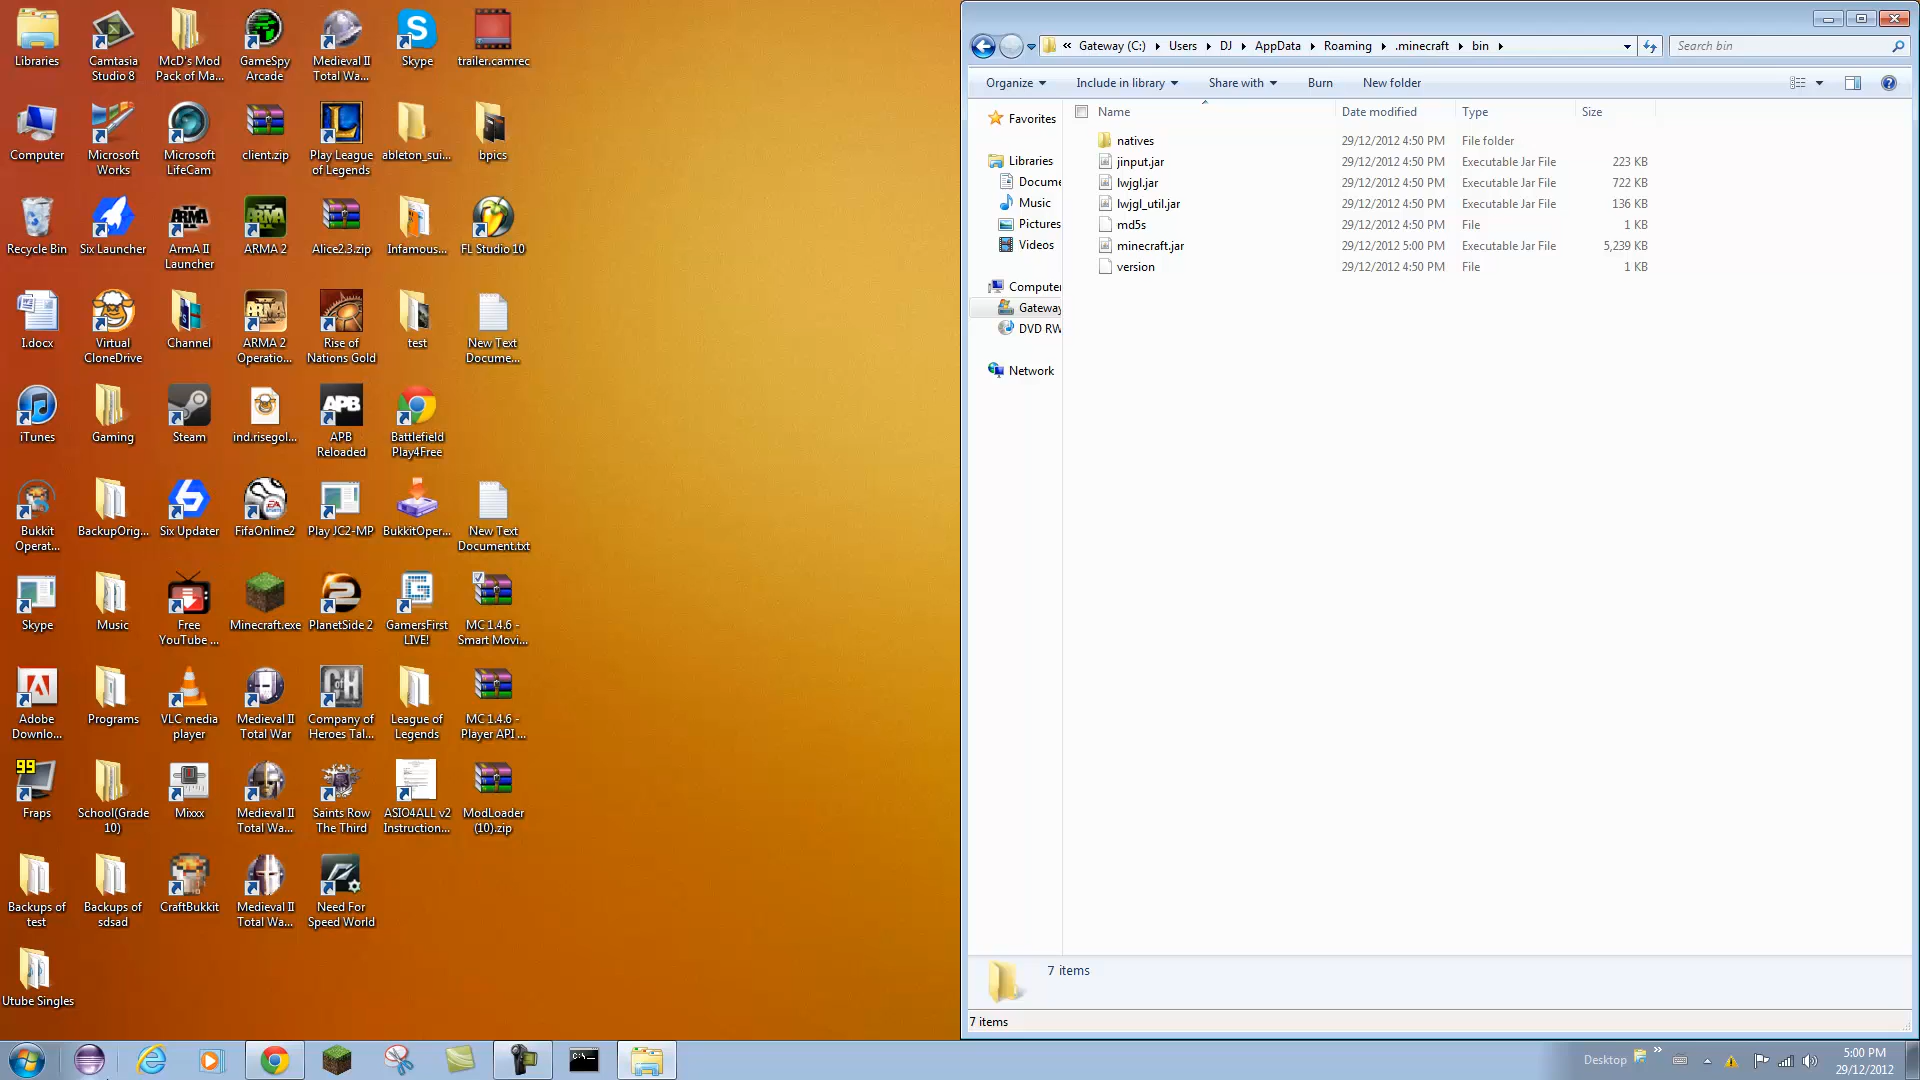 Libraries
Camtasia Studio 8
McD's Mod Pack of Ma...
GameSpy Arcade
Medieval II Total Wa...
Skype
trailer.camrec
Computer
Microsoft Works
Microsoft LifeCam
client.zip
Play League of Legends
ableton_sui...
bpics
Recycle Bin
Six Launcher
ArmA II Launcher
ARMA 2
Alice2.3.zip
Infamous...
FL Studio 10
I.docx
Virtual CloneDrive
Channel
ARMA 2 Operatio...
Rise of Nations Gold
test
New Text Docume...
iTunes
Gaming
Steam
ind.risegol...
APB Reloaded
Battlefield Play4Free
Bukkit Operat...
BackupOrig...
Six Updater
FifaOnline2
Play JC2-MP
BukkitOper...
New Text Document.txt
Skype
Music
Free YouTube ...
Minecraft.exe
PlanetSide 2
GamersFirst LIVE!
MC 1.4.6 - Smart Movi...
Adobe Downlo...
Programs
VLC media player
Medieval II Total War
Company of Heroes Tal...
League of Legends
MC 1.4.6 - Player API ...
99
Fraps
School(Grade 10)
Mixxx
Medieval II Total Wa...
Saints Row The Third
ASIO4ALL v2 Instruction...
ModLoader (10).zip
Backups of test
Backups of sdsad
CraftBukkit
Medieval II Total Wa...
Need For Speed World
Utube Singles
« Gateway (C:) Users DJ AppData Roaming .minecraft bin
Search bin
Organize Include in library Share with Burn New folder
Name Date modified Type Size
Favorites
Libraries
Docume
Music
Pictures
Videos
Computer
Gateway
DVD RW
Network
natives 29/12/2012 4:50 PM File folder
jinput.jar 29/12/2012 4:50 PM Executable Jar File 223 KB
lwjgl.jar 29/12/2012 4:50 PM Executable Jar File 722 KB
lwjgl_util.jar 29/12/2012 4:50 PM Executable Jar File 136 KB
md5s 29/12/2012 4:50 PM File 1 KB
minecraft.jar 29/12/2012 5:00 PM Executable Jar File 5,239 KB
version 29/12/2012 4:50 PM File 1 KB
7 items
7 items
Desktop »
5:00 PM
29/12/2012